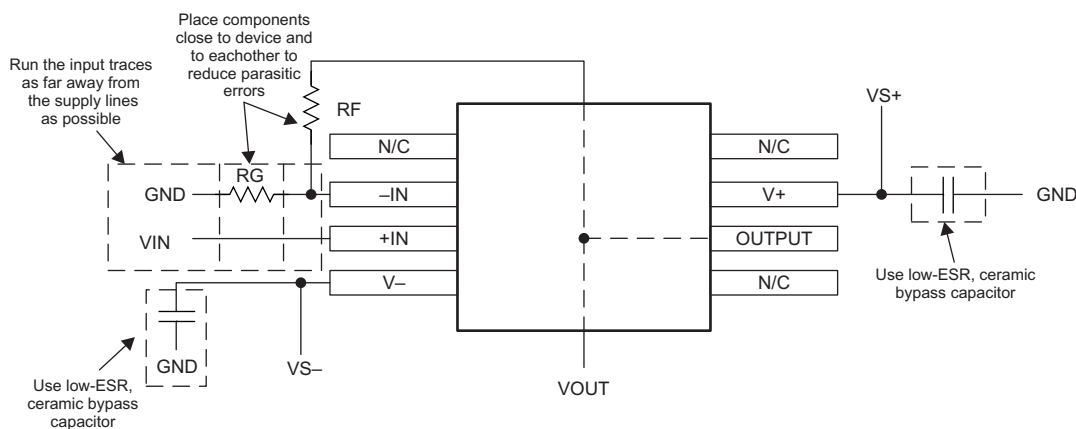 Place components
close to device and
to eachother to
reduce parasitic
errors
Run the input traces
as far away from
the supply lines
as possible
RF
VS+
N/C
N/C
RG
GND
–IN
V+
GND
VIN
+IN
OUTPUT
V–
N/C
Use low-ESR, ceramic
bypass capacitor
GND
VS–
VOUT
Use low-ESR,
ceramic bypass
capacitor